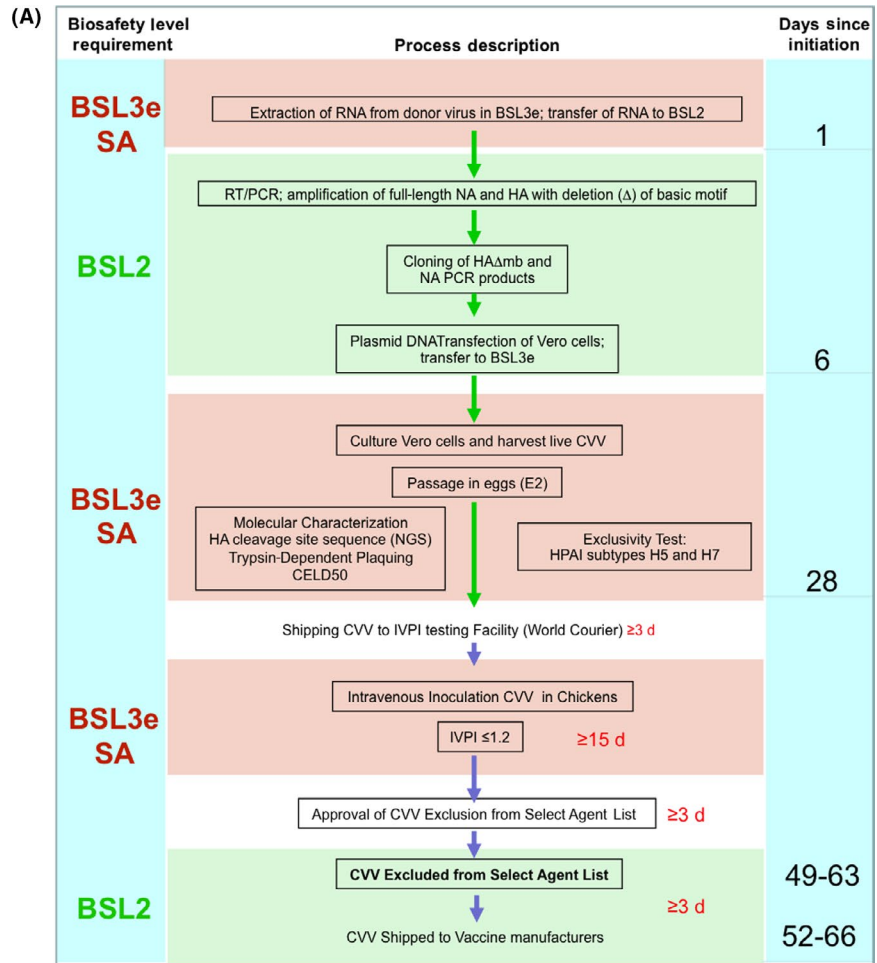 (A)
Biosafety level
requirement
Process description
Days since
initiation
BSL3e
SA
Extraction of RNA from donor virus in BSL3e; transfer of RNA to BSL2
1
BSL2
RT/PCR; amplification of full-length NA and HA with deletion (Δ) of basic motif
Cloning of HAΔmb and
NA PCR products
Plasmid DNATransfection of Vero cells;
transfer to BSL3e
6
BSL3e
SA
Culture Vero cells and harvest live CVV
Passage in eggs (E2)
Molecular Characterization
HA cleavage site sequence (NGS)
Trypsin-Dependent Plaquing
CELD50
Exclusivity Test:
HPAI subtypes H5 and H7
28
Shipping CVV to IVPI testing Facility (World Courier) ≥3 d
BSL3e
SA
Intravenous Inoculation CVV in Chickens
IVPI ≤1.2 ≥15 d
Approval of CVV Exclusion from Select Agent List ≥3 d
BSL2
CVV Excluded from Select Agent List
49-63
≥3 d
CVV Shipped to Vaccine manufacturers
52-66